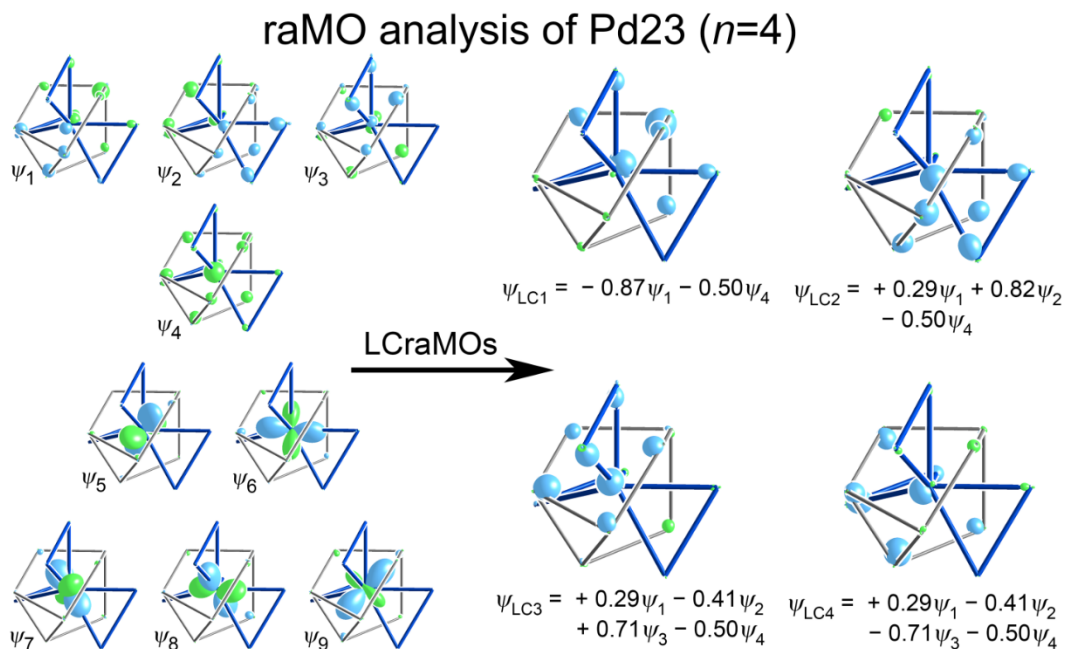 raMO analysis of Pd23 (n=4)
ψ1
ψ2
ψ3
ψ4
LCraMOs
ψ5
ψ6
ψ7
ψ8
ψ9
ψLC1 = − 0.87ψ1 − 0.50ψ4
ψLC2 = + 0.29ψ1 + 0.82ψ2
− 0.50ψ4
ψLC3 = + 0.29ψ1 − 0.41ψ2
+ 0.71ψ3 − 0.50ψ4
ψLC4 = + 0.29ψ1 − 0.41ψ2
− 0.71ψ3 − 0.50ψ4